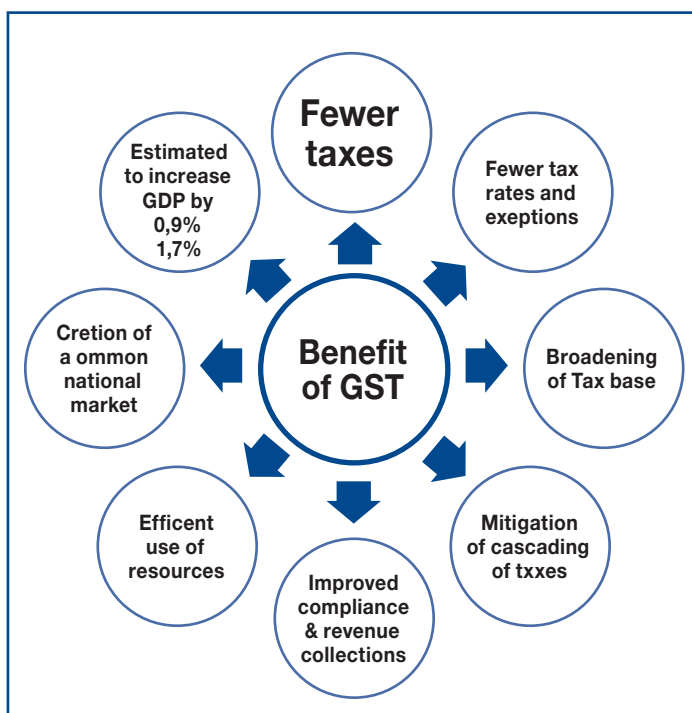 Fewer
taxes
Fewer tax
rates and
exeptions
Broadening
of Tax base
Mitigation
of cascading
of txxes
Improved
compliance
& revenue
collections
Efficent
use of
resources
Cretion of
a ommon
national
market
Estimated
to increase
GDP by
0,9%
1,7%
Benefit
of GST